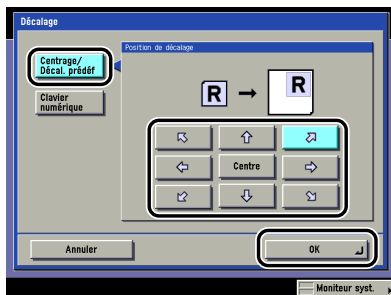 Décalage
Position de décalage
Centrage/
Décal. prédéf
Clavier
numérique
R
R
Centre
Annuler
OK
Moniteur syst.